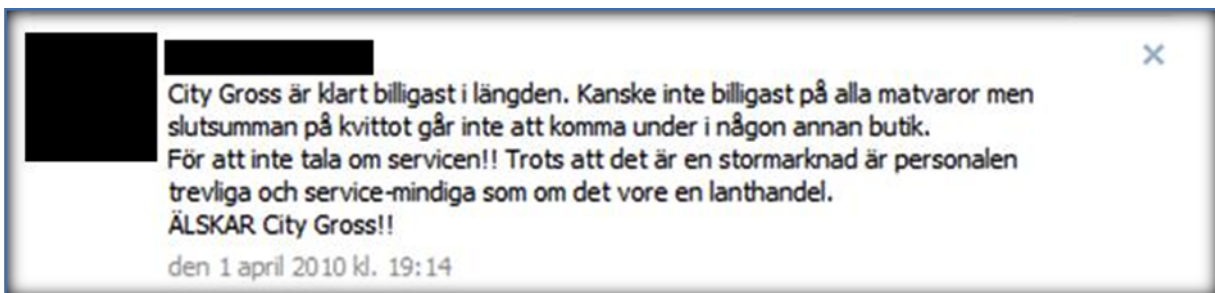 City Gross är klart billigast i längden. Kanske inte billigast på alla matvaror men
slutsumman på kvittot går inte att komma under i någon annan butik.
För att inte tala om servicen!! Trots att det är en stormarknad är personalen
trevliga och service-mindiga som om det vore en lanthandel.
ÄLSKAR City Gross!!
den 1 april 2010 kl. 19:14